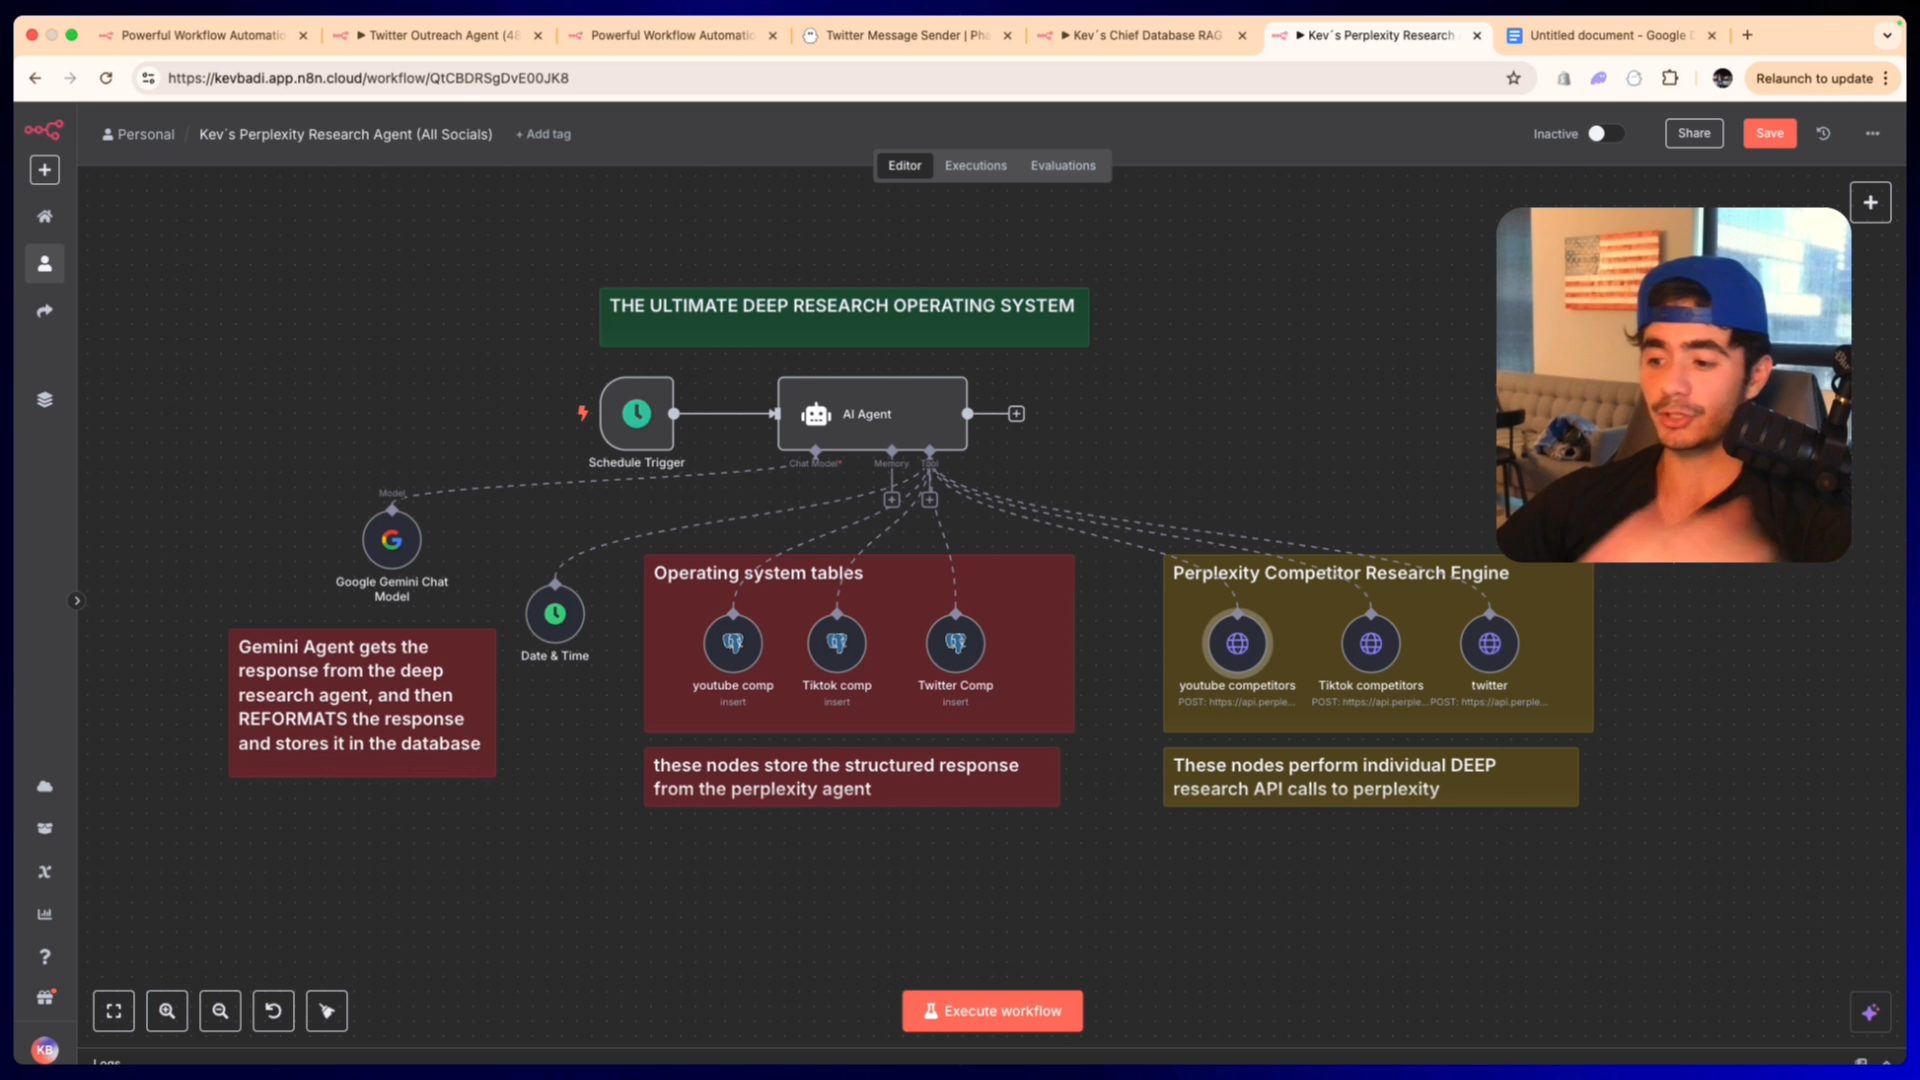 Powerful Workflow Automatio
▶ Twitter Outreach Agent (48
Powerful Workflow Automatio
Twitter Message Sender | Pha
▶ Kev´s Chief Database RAG
▶ Kev´s Perplexity Research
Untitled document - Google D
https://kevbadi.app.n8n.cloud/workflow/QtCBDRSgDvE00JK8
Relaunch to update
Personal / Kev´s Perplexity Research Agent (All Socials)
+ Add tag
Inactive
Share
Save
Editor
Executions
Evaluations
THE ULTIMATE DEEP RESEARCH OPERATING SYSTEM
AI Agent
Schedule Trigger
Chat Model*
Memory
Tool
Model
Google Gemini Chat
Model
Date & Time
Gemini Agent gets the
response from the deep
research agent, and then
REFORMATS the response
and stores it in the database
Operating system tables
youtube comp
insert
Tiktok comp
insert
Twitter Comp
insert
these nodes store the structured response
from the perplexity agent
Perplexity Competitor Research Engine
youtube competitors
POST: https://api.perple...
Tiktok competitors
POST: https://api.perple...
twitter
POST: https://api.perple...
These nodes perform individual DEEP
research API calls to perplexity
Execute workflow
KB
Logs